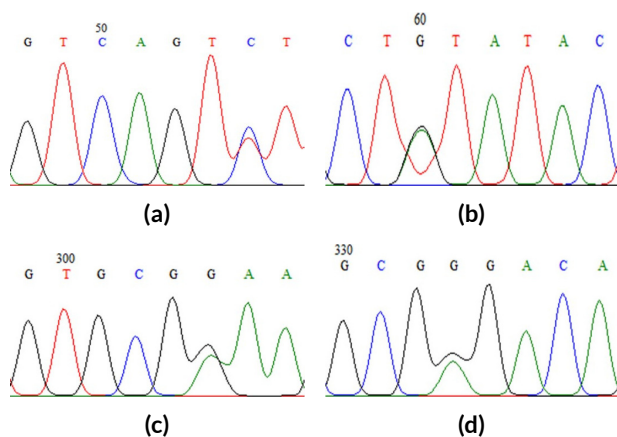 50
G T C A G T C T
60
C T G T A T A C
(a)
(b)
300
G T G C G G A A
330
G C G G G A C A
(c)
(d)